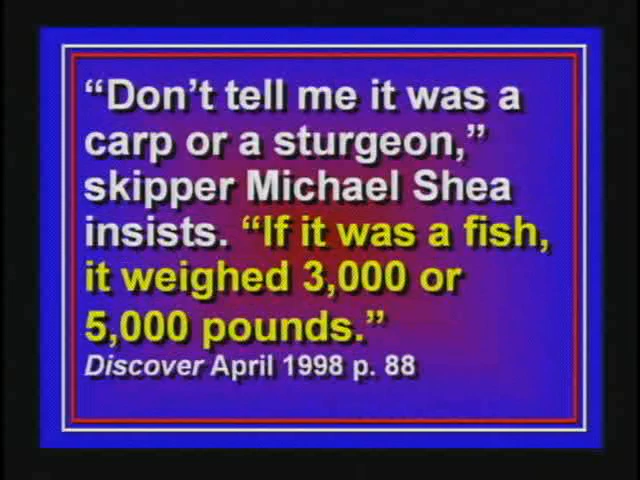 “Don’t tell me it was a
carp or a sturgeon,”
skipper Michael Shea
insists. “If it was a fish,
it weighed 3,000 or
5,000 pounds.”
Discover April 1998 p. 88